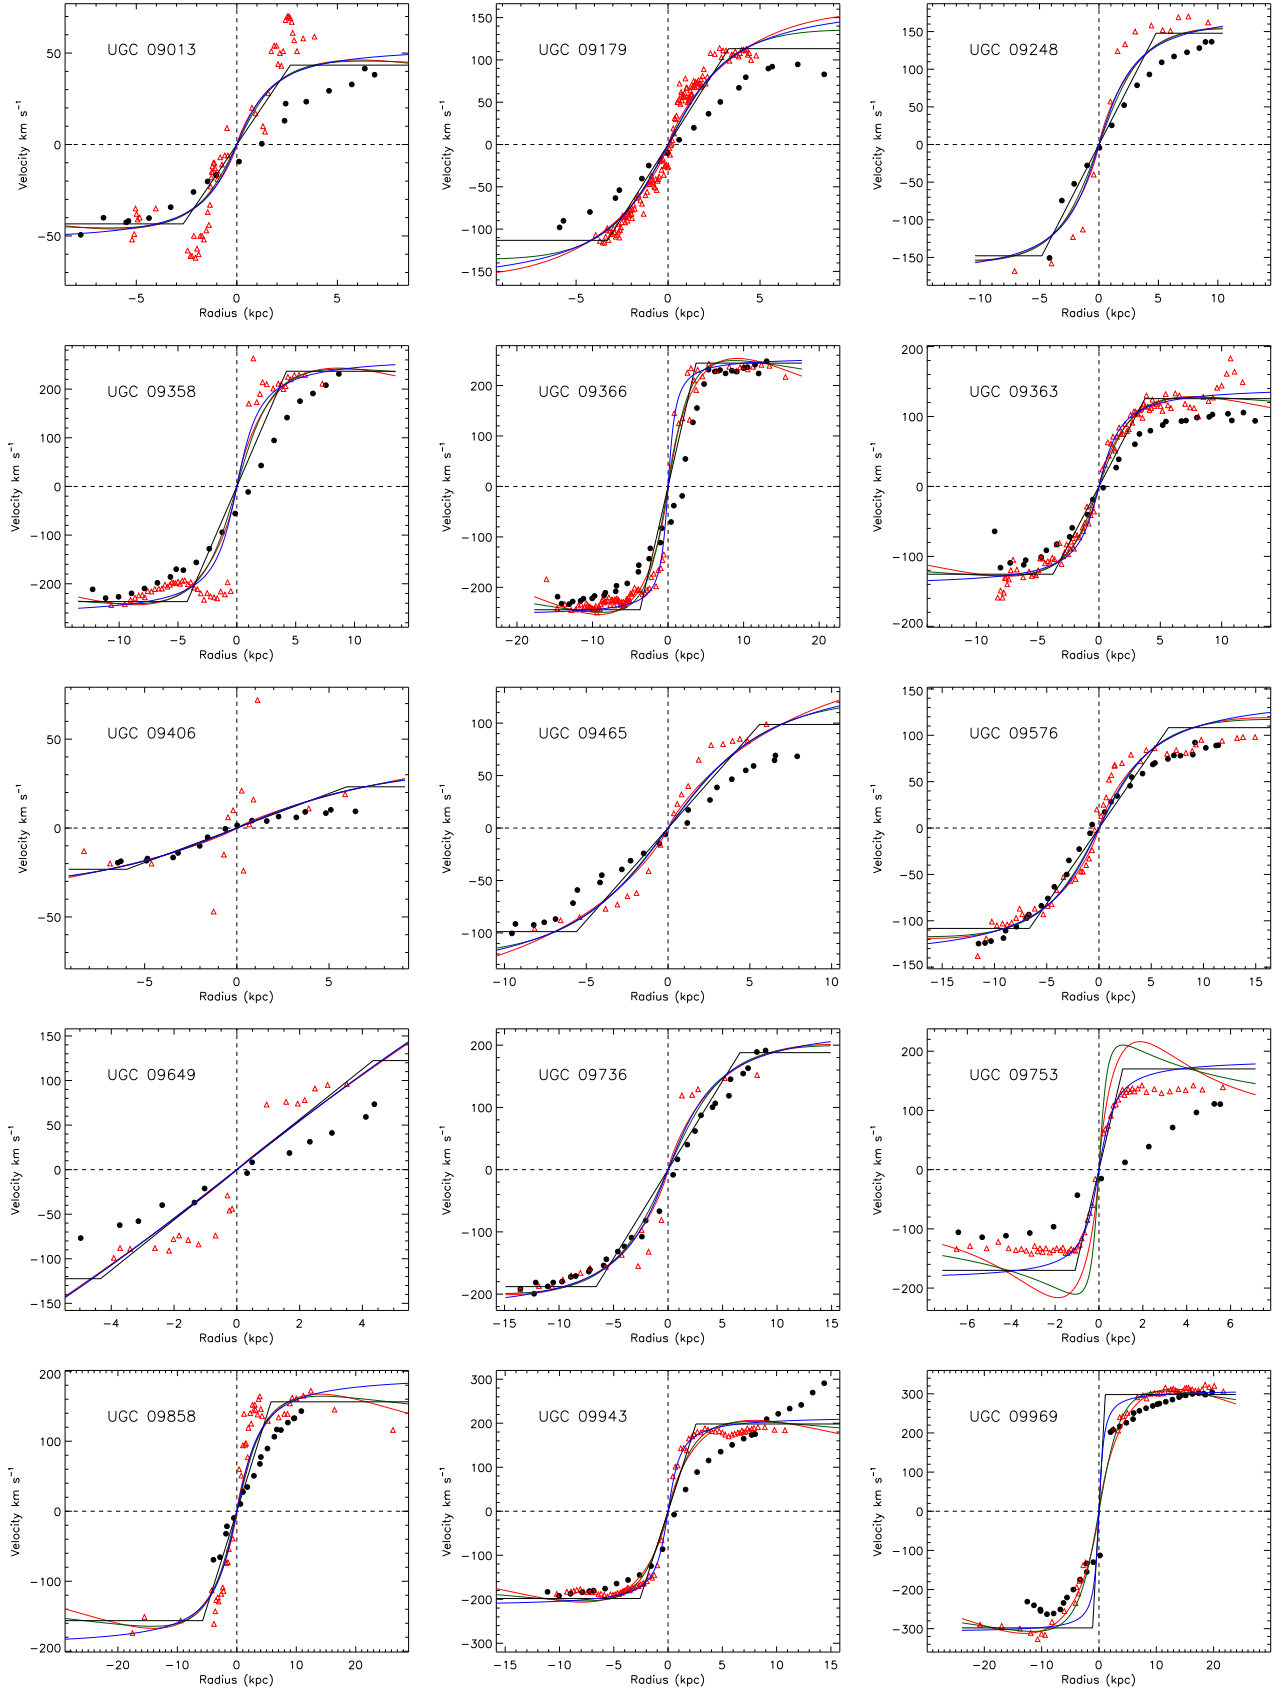 UGC 09013
50
0
−50
Velocity km s⁻¹
−5 0 5
Radius (kpc)
UGC 09179
150
100
50
0
−50
−100
−150
Velocity km s⁻¹
−5 0 5
Radius (kpc)
UGC 09248
150
100
50
0
−50
−100
−150
Velocity km s⁻¹
−10 −5 0 5 10
Radius (kpc)
UGC 09358
200
100
0
−100
−200
Velocity km s⁻¹
−10 −5 0 5 10
Radius (kpc)
UGC 09366
200
100
0
−100
−200
Velocity km s⁻¹
−20 −10 0 10 20
Radius (kpc)
UGC 09363
200
100
0
−100
−200
Velocity km s⁻¹
−10 −5 0 5 10
Radius (kpc)
UGC 09406
50
0
−50
Velocity km s⁻¹
−5 0 5
Radius (kpc)
UGC 09465
100
50
0
−50
−100
Velocity km s⁻¹
−10 −5 0 5 10
Radius (kpc)
UGC 09576
150
100
50
0
−50
−100
−150
Velocity km s⁻¹
−15 −10 −5 0 5 10 15
Radius (kpc)
UGC 09649
150
100
50
0
−50
−100
−150
Velocity km s⁻¹
−4 −2 0 2 4
Radius (kpc)
UGC 09736
200
100
0
−100
−200
Velocity km s⁻¹
−15 −10 −5 0 5 10 15
Radius (kpc)
UGC 09753
200
100
0
−100
−200
Velocity km s⁻¹
−6 −4 −2 0 2 4 6
Radius (kpc)
UGC 09858
200
100
0
−100
−200
Velocity km s⁻¹
−20 −10 0 10 20
Radius (kpc)
UGC 09943
300
200
100
0
−100
−200
−300
Velocity km s⁻¹
−15 −10 −5 0 5 10 15
Radius (kpc)
UGC 09969
300
200
100
0
−100
−200
−300
Velocity km s⁻¹
−20 −10 0 10 20
Radius (kpc)